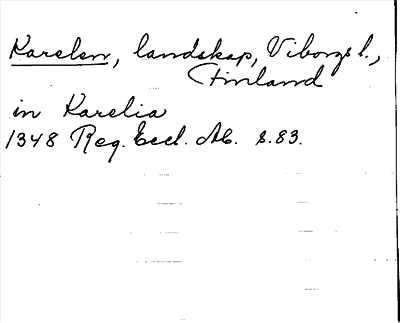 Karelen, landskap, Viborgs l.,
Finland
in Karelia
1348 Reg. Eccl. Ab. s. 83.